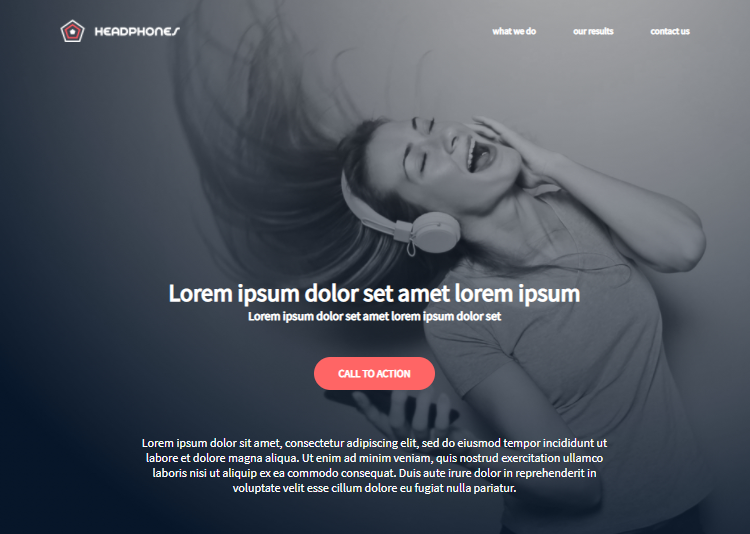 HEADPHONES
what we do
our results
contact us
Lorem ipsum dolor set amet lorem ipsum
Lorem ipsum dolor set amet lorem ipsum dolor set
CALL TO ACTION
Lorem ipsum dolor sit amet, consectetur adipiscing elit, sed do eiusmod tempor incididunt ut
labore et dolore magna aliqua. Ut enim ad minim veniam, quis nostrud exercitation ullamco
laboris nisi ut aliquip ex ea commodo consequat. Duis aute irure dolor in reprehenderit in
voluptate velit esse cillum dolore eu fugiat nulla pariatur.